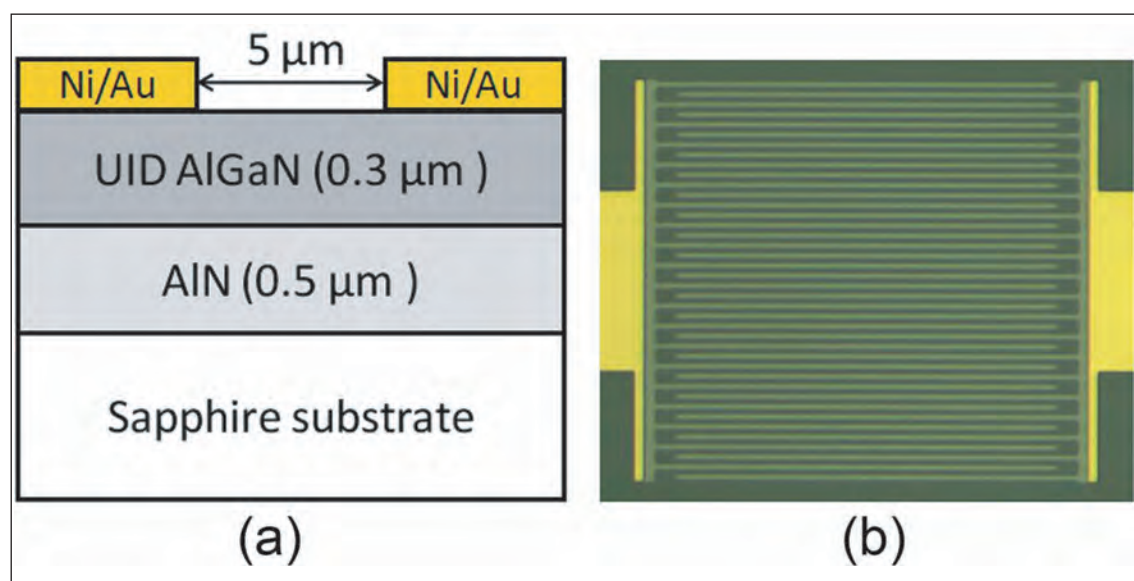 5 μm
Ni/Au
Ni/Au
UID AlGaN (0.3 μm )
AlN (0.5 μm )
Sapphire substrate
(a)
(b)